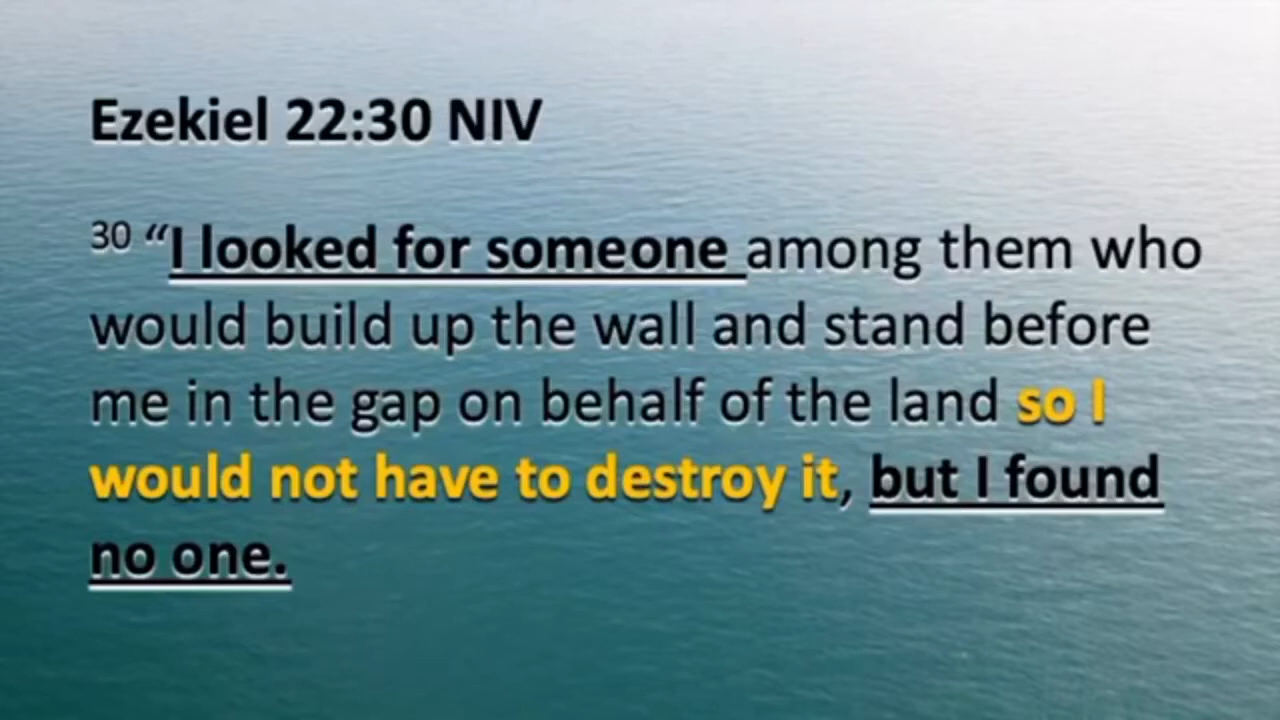 Ezekiel 22:30 NIV
30 “I looked for someone among them who
would build up the wall and stand before
me in the gap on behalf of the land so I
would not have to destroy it, but I found
no one.